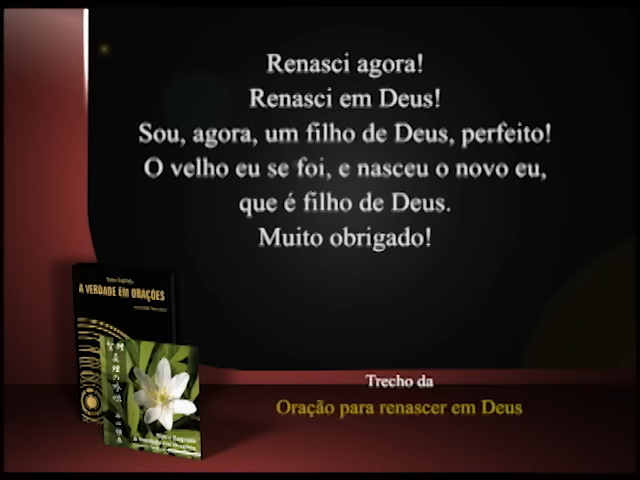 Renasci agora!
Renasci em Deus!
Sou, agora, um filho de Deus, perfeito!
O velho eu se foi, e nasceu o novo eu,
que é filho de Deus.
Muito obrigado!
A VERDADE EM ORAÇÕES
Trecho da
Oração para renascer em Deus